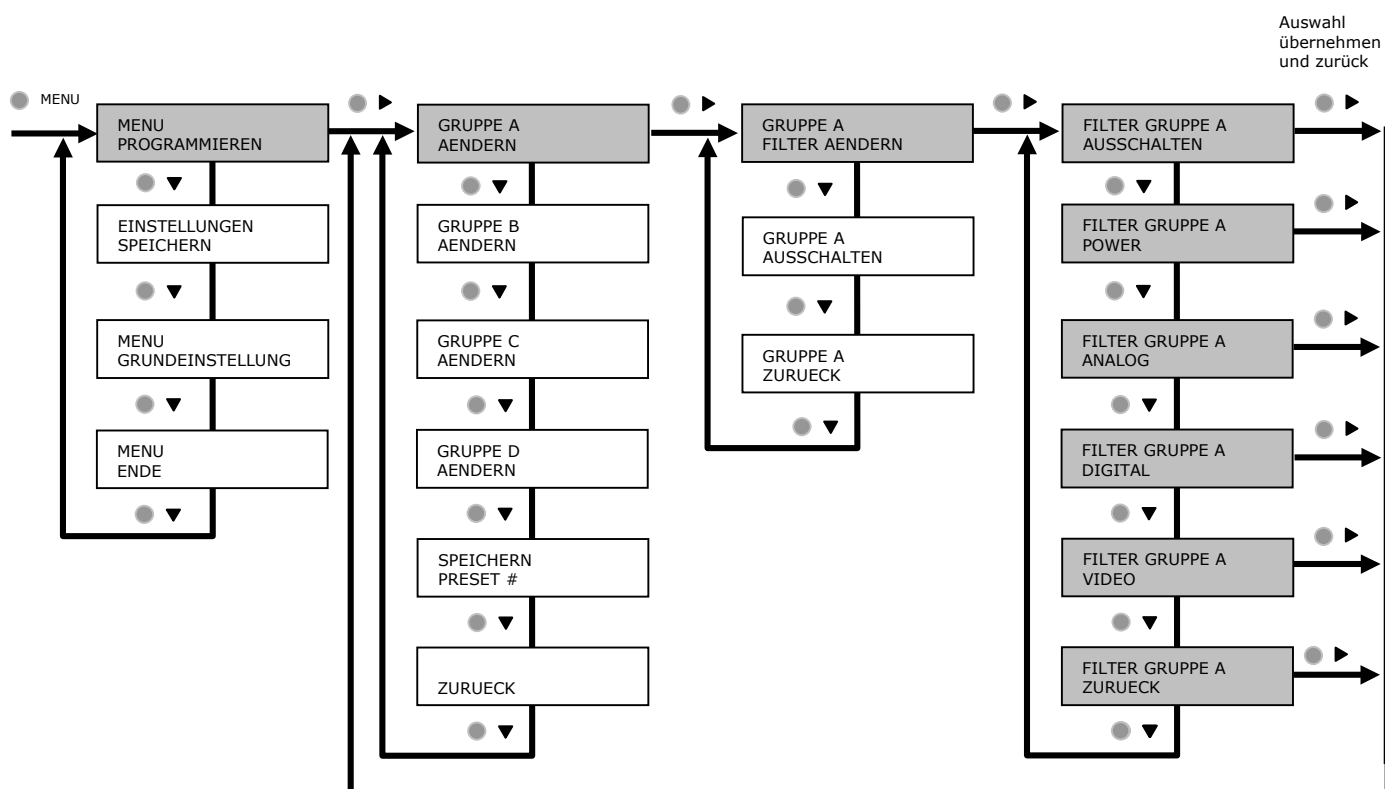 Auswahl
übernehmen
und zurück
MENU
MENU
PROGRAMMIEREN
EINSTELLUNGEN
SPEICHERN
MENU
GRUNDEINSTELLUNG
MENU
ENDE
GRUPPE A
AENDERN
GRUPPE B
AENDERN
GRUPPE C
AENDERN
GRUPPE D
AENDERN
SPEICHERN
PRESET #
ZURUECK
GRUPPE A
FILTER AENDERN
GRUPPE A
AUSSCHALTEN
GRUPPE A
ZURUECK
FILTER GRUPPE A
AUSSCHALTEN
FILTER GRUPPE A
POWER
FILTER GRUPPE A
ANALOG
FILTER GRUPPE A
DIGITAL
FILTER GRUPPE A
VIDEO
FILTER GRUPPE A
ZURUECK